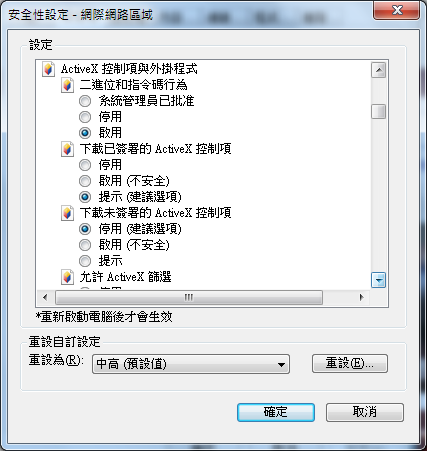 安全性設定 - 網際網路區域
設定
ActiveX 控制項與外掛程式
二進位和指令碼行為
系統管理員已批准
停用
啟用
下載已簽署的 ActiveX 控制項
停用
啟用 (不安全)
提示 (建議選項)
下載未簽署的 ActiveX 控制項
停用 (建議選項)
啟用 (不安全)
提示
允許 ActiveX 篩選
*重新啟動電腦後才會生效
重設自訂設定
重設為(R):
中高 (預設值)
重設(E)...
確定
取消